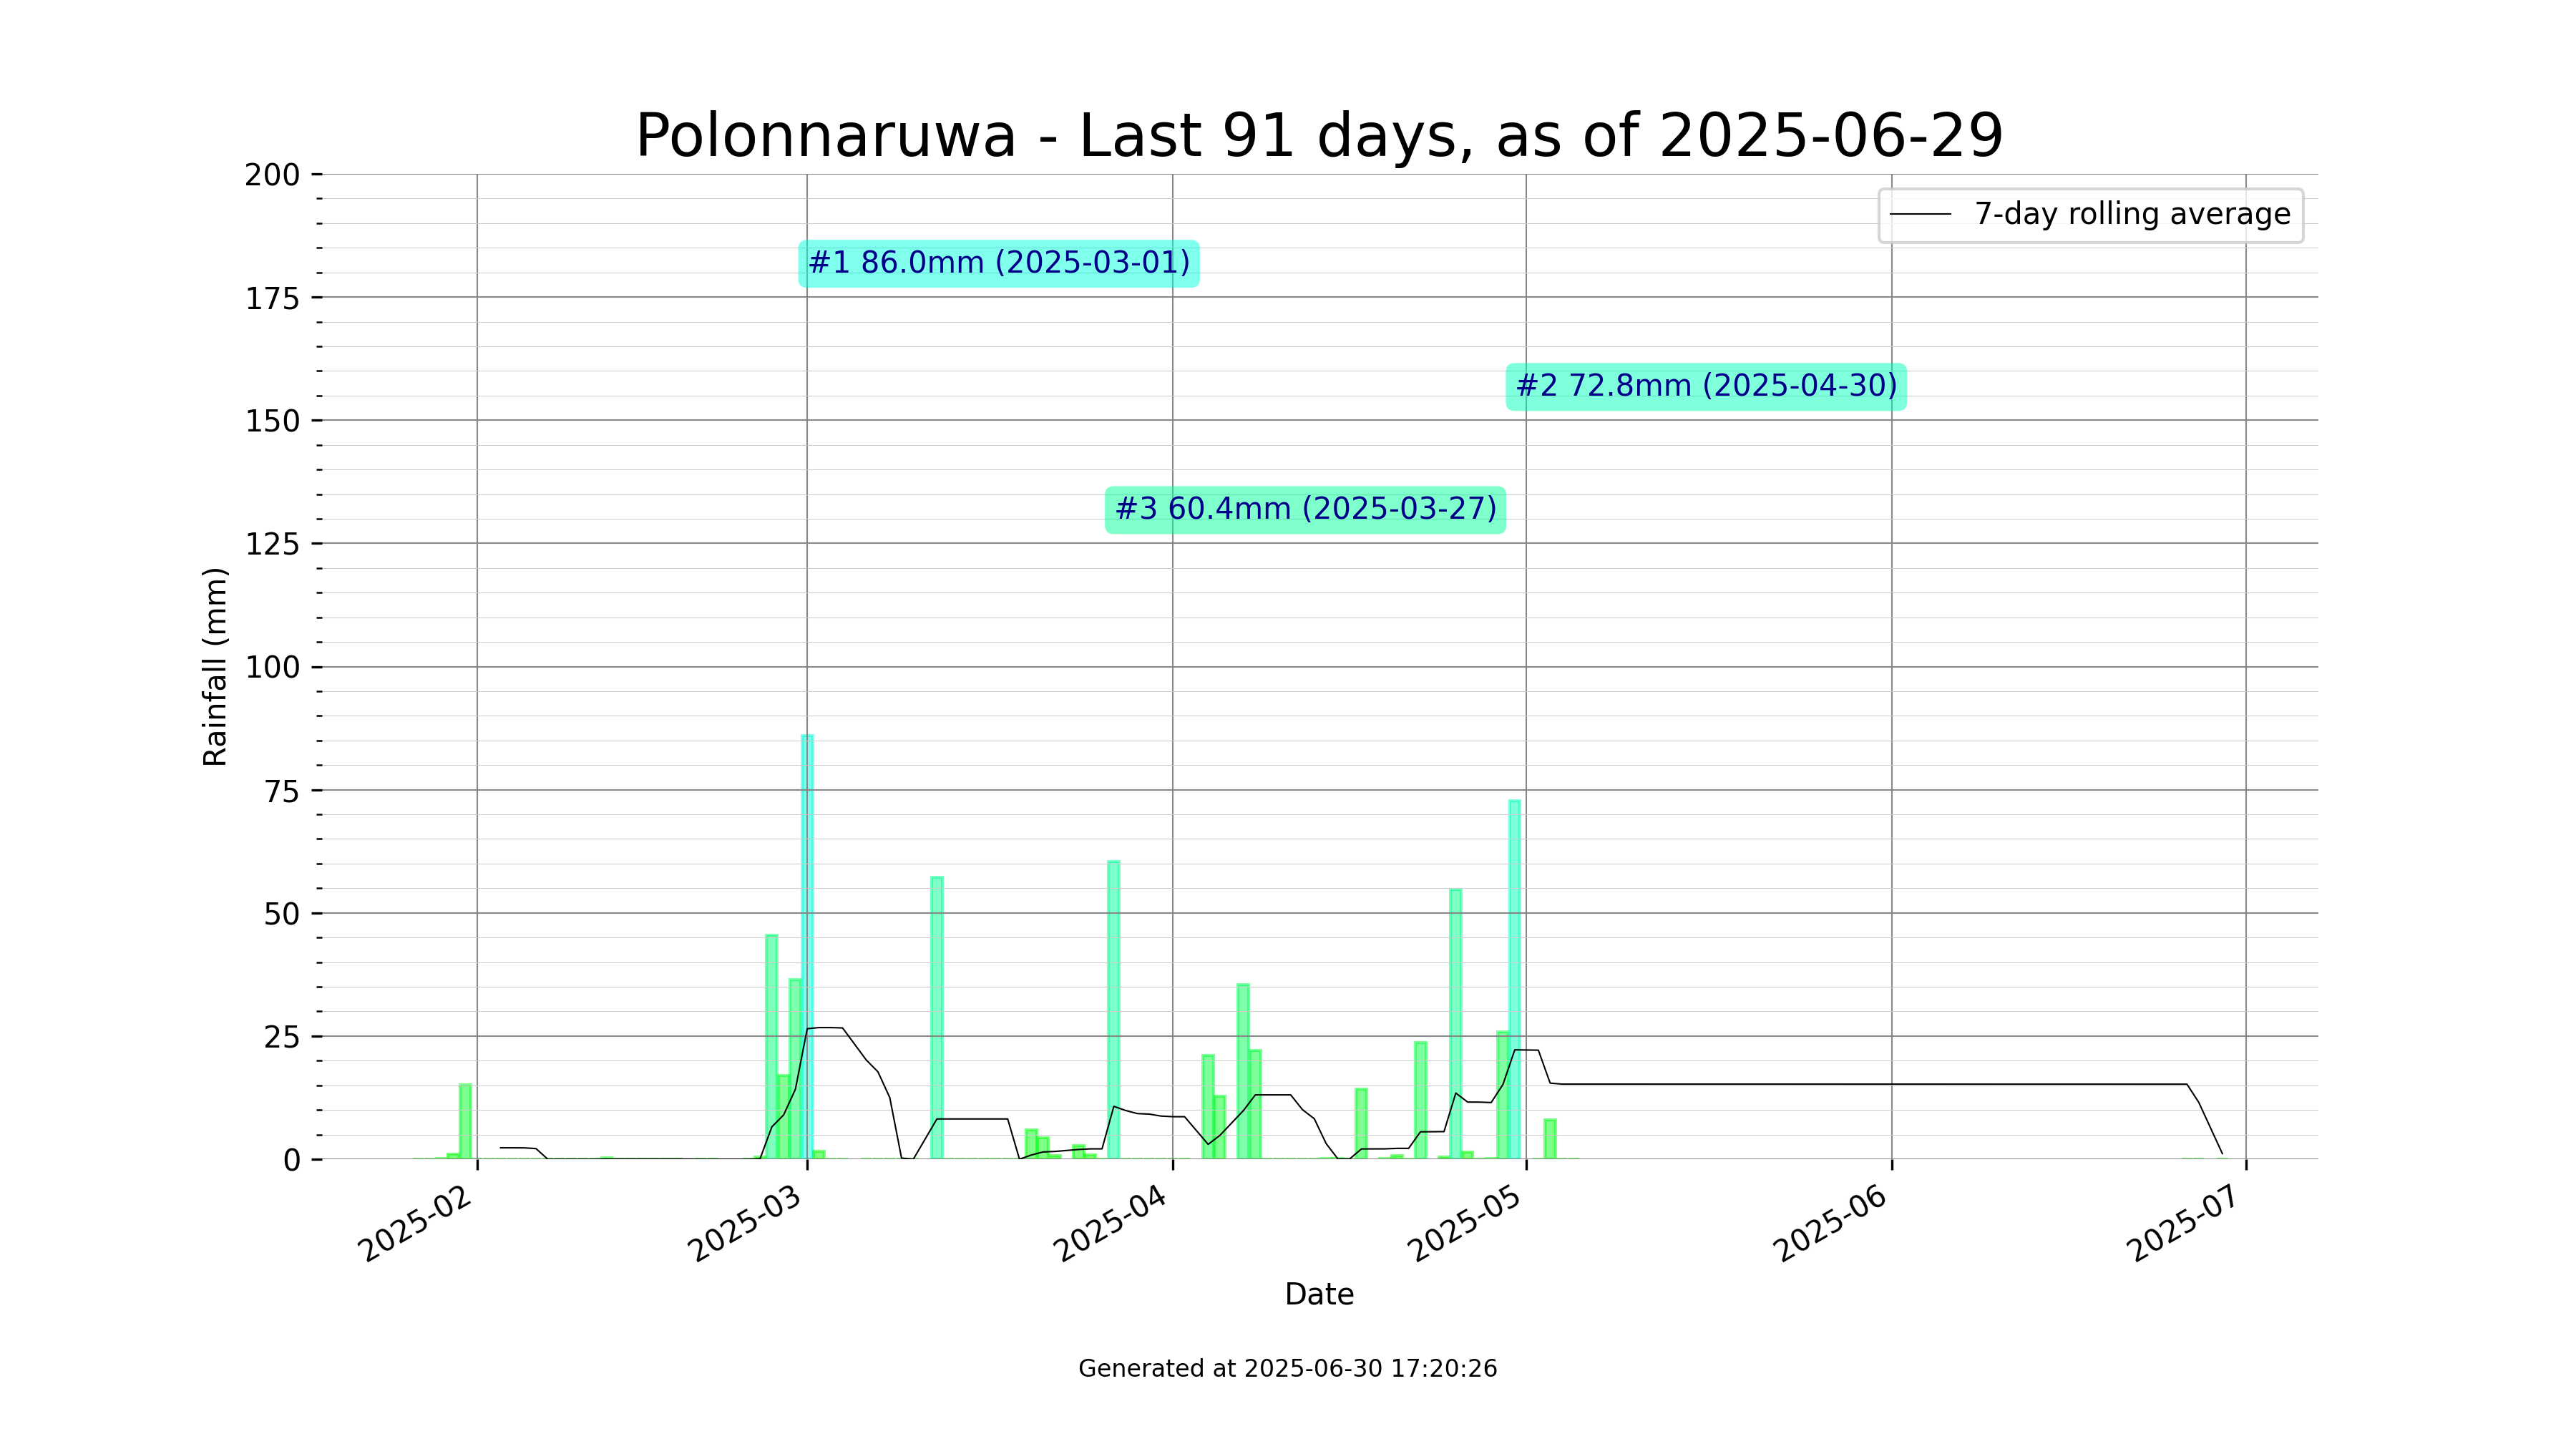 Polonnaruwa - Last 91 days, as of 2025-06-29
200
175
150
125
100
75
50
25
0
Rainfall (mm)
7-day rolling average
#1 86.0mm (2025-03-01)
#2 72.8mm (2025-04-30)
#3 60.4mm (2025-03-27)
2025-02
2025-03
2025-04
2025-05
2025-06
2025-07
Date
Generated at 2025-06-30 17:20:26